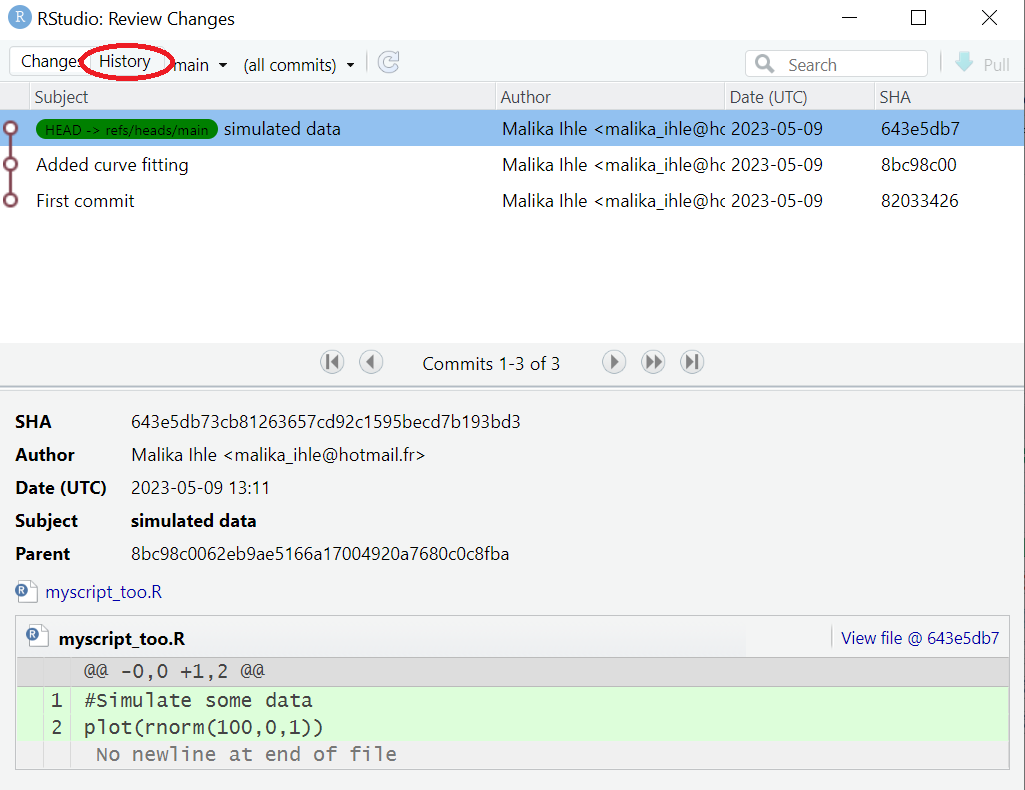 R RStudio: Review Changes
Changes History main (all commits) Search Pull
Subject Author Date (UTC) SHA
HEAD -> refs/heads/main simulated data Malika Ihle <malika_ihle@hc 2023-05-09 643e5db7
Added curve fitting Malika Ihle <malika_ihle@hc 2023-05-09 8bc98c00
First commit Malika Ihle <malika_ihle@hc 2023-05-09 82033426
Commits 1-3 of 3
SHA 643e5db73cb81263657cd92c1595becd7b193bd3
Author Malika Ihle <malika_ihle@hotmail.fr>
Date (UTC) 2023-05-09 13:11
Subject simulated data
Parent 8bc98c0062eb9ae5166a17004920a7680c0c8fba
R myscript_too.R
R myscript_too.R View file @ 643e5db7
@@ -0,0 +1,2 @@
1 #Simulate some data
2 plot(rnorm(100,0,1))
No newline at end of file